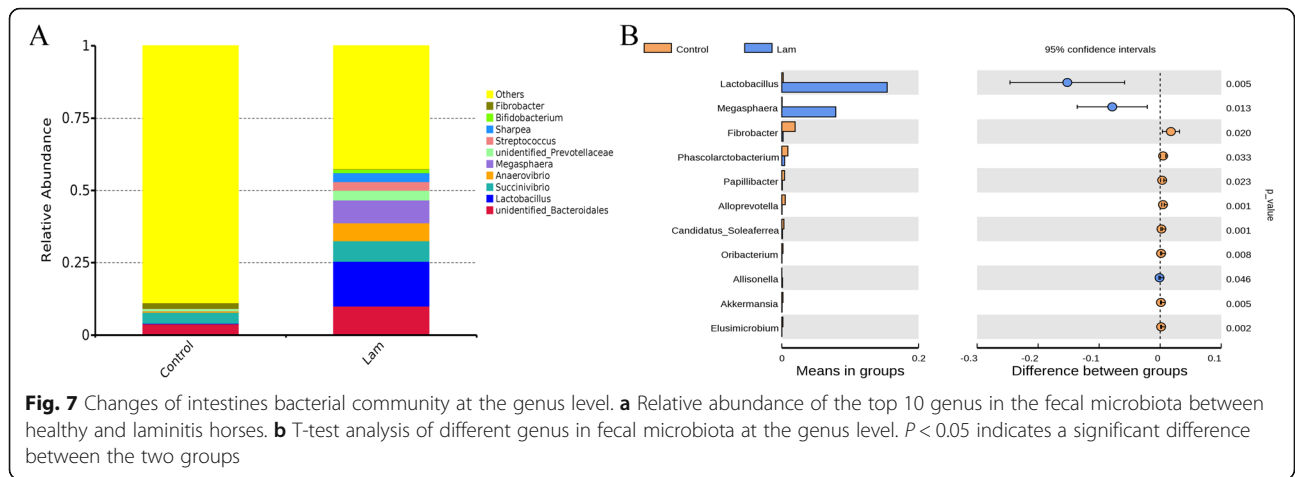 A
1
0.75
0.5
0.25
0
Relative Abundance
Control
Lam
Others
Fibrobacter
Bifidobacterium
Sharpea
Streptococcus
unidentified_Prevotellaceae
Megasphaera
Anaerovibrio
Succinivibrio
Lactobacillus
unidentified_Bacteroidales
B
Control Lam
95% confidence intervals
Lactobacillus 0.005
Megasphaera 0.013
Fibrobacter 0.020
Phascolarctobacterium 0.033
Papillibacter 0.023
Alloprevotella 0.001
Candidatus_Soleaferrea 0.001
Oribacterium 0.008
Allisonella 0.046
Akkermansia 0.005
Elusimicrobium 0.002
p_value
0 0.2 -0.3 -0.2 -0.1 0 0.1
Means in groups Difference between groups
Fig. 7 Changes of intestines bacterial community at the genus level. a Relative abundance of the top 10 genus in the fecal microbiota between
healthy and laminitis horses. b T-test analysis of different genus in fecal microbiota at the genus level. P < 0.05 indicates a significant difference
between the two groups